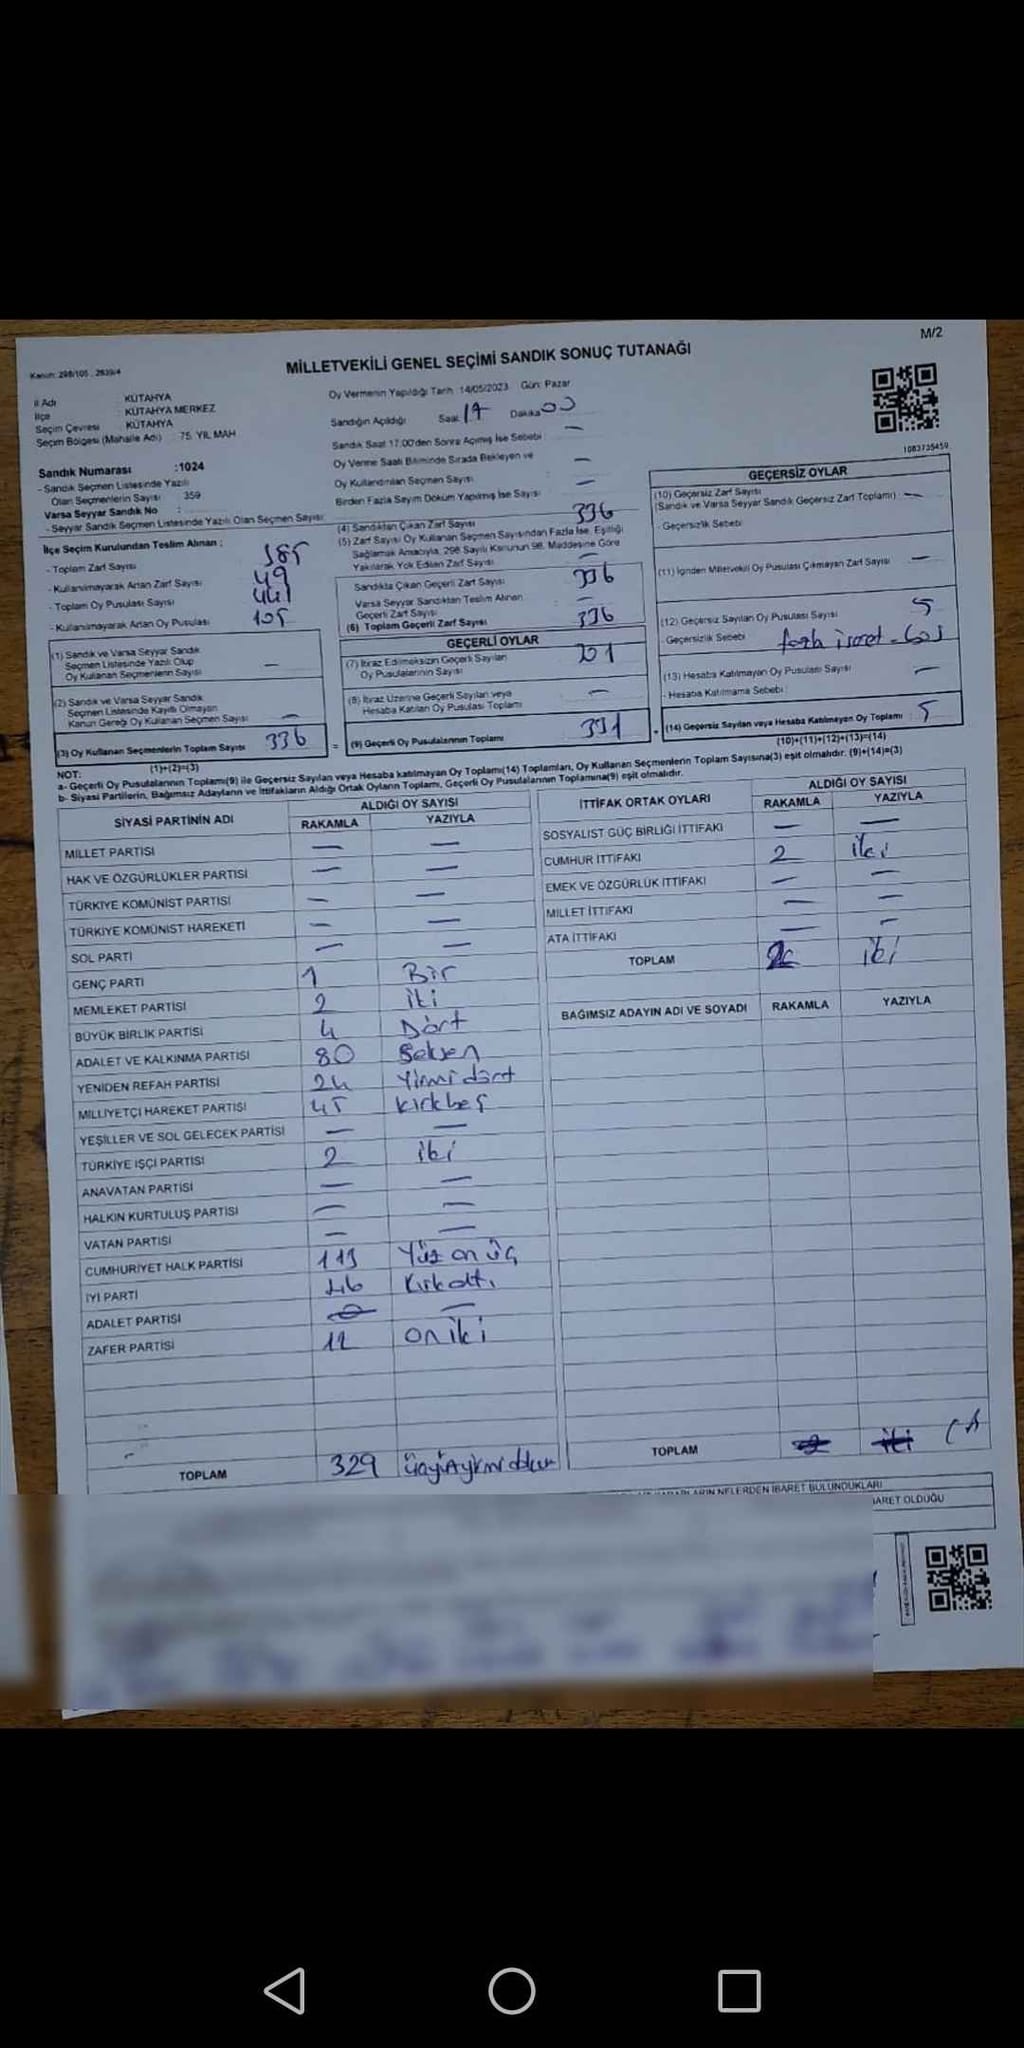 M/2
MİLLETVEKİLİ GENEL SEÇİMİ SANDIK SONUÇ TUTANAĞI
Kanun: 298/105 , 2839/4
İl Adı : KÜTAHYA
İlçe : KÜTAHYA MERKEZ
Seçim Çevresi : KÜTAHYA
Seçim Bölgesi (Mahalle Adı) : 75. YIL MAH
Oy Vermenin Yapıldığı Tarih :14/05/2023 Gün: Pazar
Sandığın Açıldığı Saat: 17 Dakika 00
Sandık Saat 17:00'den Sonra Açılmış İse Sebebi : —
Oy Verme Saati Bitiminde Sırada Bekleyen ve
Oy Kullandırılan Seçmen Sayısı : —
Birden Fazla Sayım Döküm Yapılmış İse Sayısı : —
1083735459
Sandık Numarası :1024
- Sandık Seçmen Listesinde Yazılı
Olan Seçmenlerin Sayısı : 359
Varsa Seyyar Sandık No :
- Seyyar Sandık Seçmen Listesinde Yazılı Olan Seçmen Sayısı:
İlçe Seçim Kurulundan Teslim Alınan :
- Toplam Zarf Sayısı 385
- Kullanılmayarak Artan Zarf Sayısı 49
- Toplam Oy Pusulası Sayısı 441
- Kullanılmayarak Artan Oy Pusulası 105
(1) Sandık ve Varsa Seyyar Sandık
Seçmen Listesinde Yazılı Olup
Oy Kullanan Seçmenlerin Sayısı —
(2) Sandık ve Varsa Seyyar Sandık
Seçmen Listesinde Kayıtlı Olmayan
Kanun Gereği Oy Kullanan Seçmen Sayısı —
(3) Oy Kullanan Seçmenlerin Toplam Sayısı 336
(1)+(2)=(3)
(4) Sandıktan Çıkan Zarf Sayısı 336
(5) Zarf Sayısı Oy Kullanan Seçmen Sayısından Fazla İse, Eşitliği
Sağlamak Amacıyla, 298 Sayılı Kanunun 98. Maddesine Göre
Yakılarak Yok Edilen Zarf Sayısı —
Sandıkta Çıkan Geçerli Zarf Sayısı 336
Varsa Seyyar Sandıktan Teslim Alınan
Geçerli Zarf Sayısı : —
(6) Toplam Geçerli Zarf Sayısı 336
GEÇERLİ OYLAR
(7) İtiraz Edilmeksizin Geçerli Sayılan
Oy Pusulalarının Sayısı
(8) İtiraz Üzerine Geçerli Sayılan veya
Hesaba Katılan Oy Pusulası Toplamı —
= (9) Geçerli Oy Pusulalarının Toplamı 331
GEÇERSİZ OYLAR
(10) Geçersiz Zarf Sayısı
(Sandık ve Varsa Seyyar Sandık Geçersiz Zarf Toplamı) : —
- Geçersizlik Sebebi :
(11) İçinden Milletvekili Oy Pusulası Çıkmayan Zarf Sayısı —
(12) Geçersiz Sayılan Oy Pusulası Sayısı 5
- Geçersizlik Sebebi fazla işaret - boş
(13) Hesaba Katılmayan Oy Pusulası Sayısı —
- Hesaba Katılmama Sebebi :
(14) Geçersiz Sayılan veya Hesaba Katılmayan Oy Toplamı 5
(10)+(11)+(12)+(13)=(14)
NOT:
a- Geçerli Oy Pusulalarının Toplamı(9) ile Geçersiz Sayılan veya Hesaba katılmayan Oy Toplamı(14) Toplamları, Oy Kullanan Seçmenlerin Toplam Sayısına(3) eşit olmalıdır. (9)+(14)=(3)
b- Siyasi Partilerin, Bağımsız Adayların ve İttifakların Aldığı Ortak Oyların Toplamı, Geçerli Oy Pusulalarının Toplamına(9) eşit olmalıdır.
SİYASİ PARTİNİN ADI
ALDIĞI OY SAYISI
RAKAMLA YAZIYLA
MİLLET PARTİSİ — —
HAK VE ÖZGÜRLÜKLER PARTİSİ — —
TÜRKİYE KOMÜNİST PARTİSİ — —
TÜRKİYE KOMÜNİST HAREKETİ — —
SOL PARTİ — —
GENÇ PARTİ 1 Bir
MEMLEKET PARTİSİ 2 iki
BÜYÜK BİRLİK PARTİSİ 4 Dört
ADALET VE KALKINMA PARTİSİ 80 Seksen
YENİDEN REFAH PARTİSİ 24 Yirmi dört
MİLLİYETÇİ HAREKET PARTİSİ 45 Kırkbeş
YEŞİLLER VE SOL GELECEK PARTİSİ — —
TÜRKİYE İŞÇİ PARTİSİ 2 iki
ANAVATAN PARTİSİ — —
HALKIN KURTULUŞ PARTİSİ — —
VATAN PARTİSİ — —
CUMHURİYET HALK PARTİSİ 113 Yüz on üç
İYİ PARTİ 46 Kırkaltı
ADALET PARTİSİ — —
ZAFER PARTİSİ 12 on iki
TOPLAM 329
İTTİFAK ORTAK OYLARI
ALDIĞI OY SAYISI
RAKAMLA YAZIYLA
SOSYALİST GÜÇ BİRLİĞİ İTTİFAKI — —
CUMHUR İTTİFAKI 2 iki
EMEK VE ÖZGÜRLÜK İTTİFAKI — —
MİLLET İTTİFAKI — —
ATA İTTİFAKI — —
TOPLAM 2 iki
BAĞIMSIZ ADAYIN ADI VE SOYADI RAKAMLA YAZIYLA
TOPLAM 2 iki
NELERDEN İBARET BULUNDUKLARI
BARET OLDUĞU